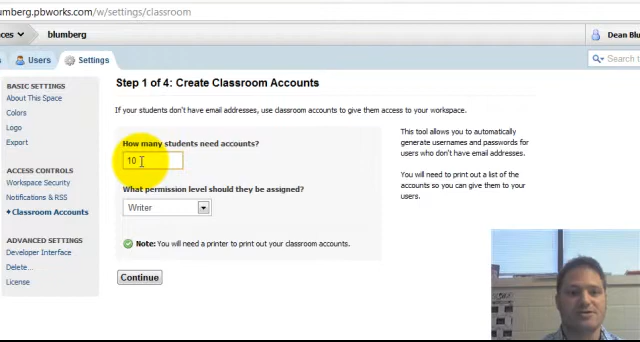 lumberg.pbworks.com/w/settings/classroom
ces blumberg Dean Blu
Users Settings Search t
BASIC SETTINGS
About This Space
Colors
Logo
Export
ACCESS CONTROLS
Workspace Security
Notifications & RSS
Classroom Accounts
ADVANCED SETTINGS
Developer Interface
Delete...
License
Step 1 of 4: Create Classroom Accounts
If your students don't have email addresses, use classroom accounts to give them access to your workspace.
How many students need accounts?
10
What permission level should they be assigned?
Writer
Note: You will need a printer to print out your classroom accounts.
Continue
This tool allows you to automatically
generate usernames and passwords for
users who don't have email addresses.
You will need to print out a list of the
accounts so you can give them to your
users.